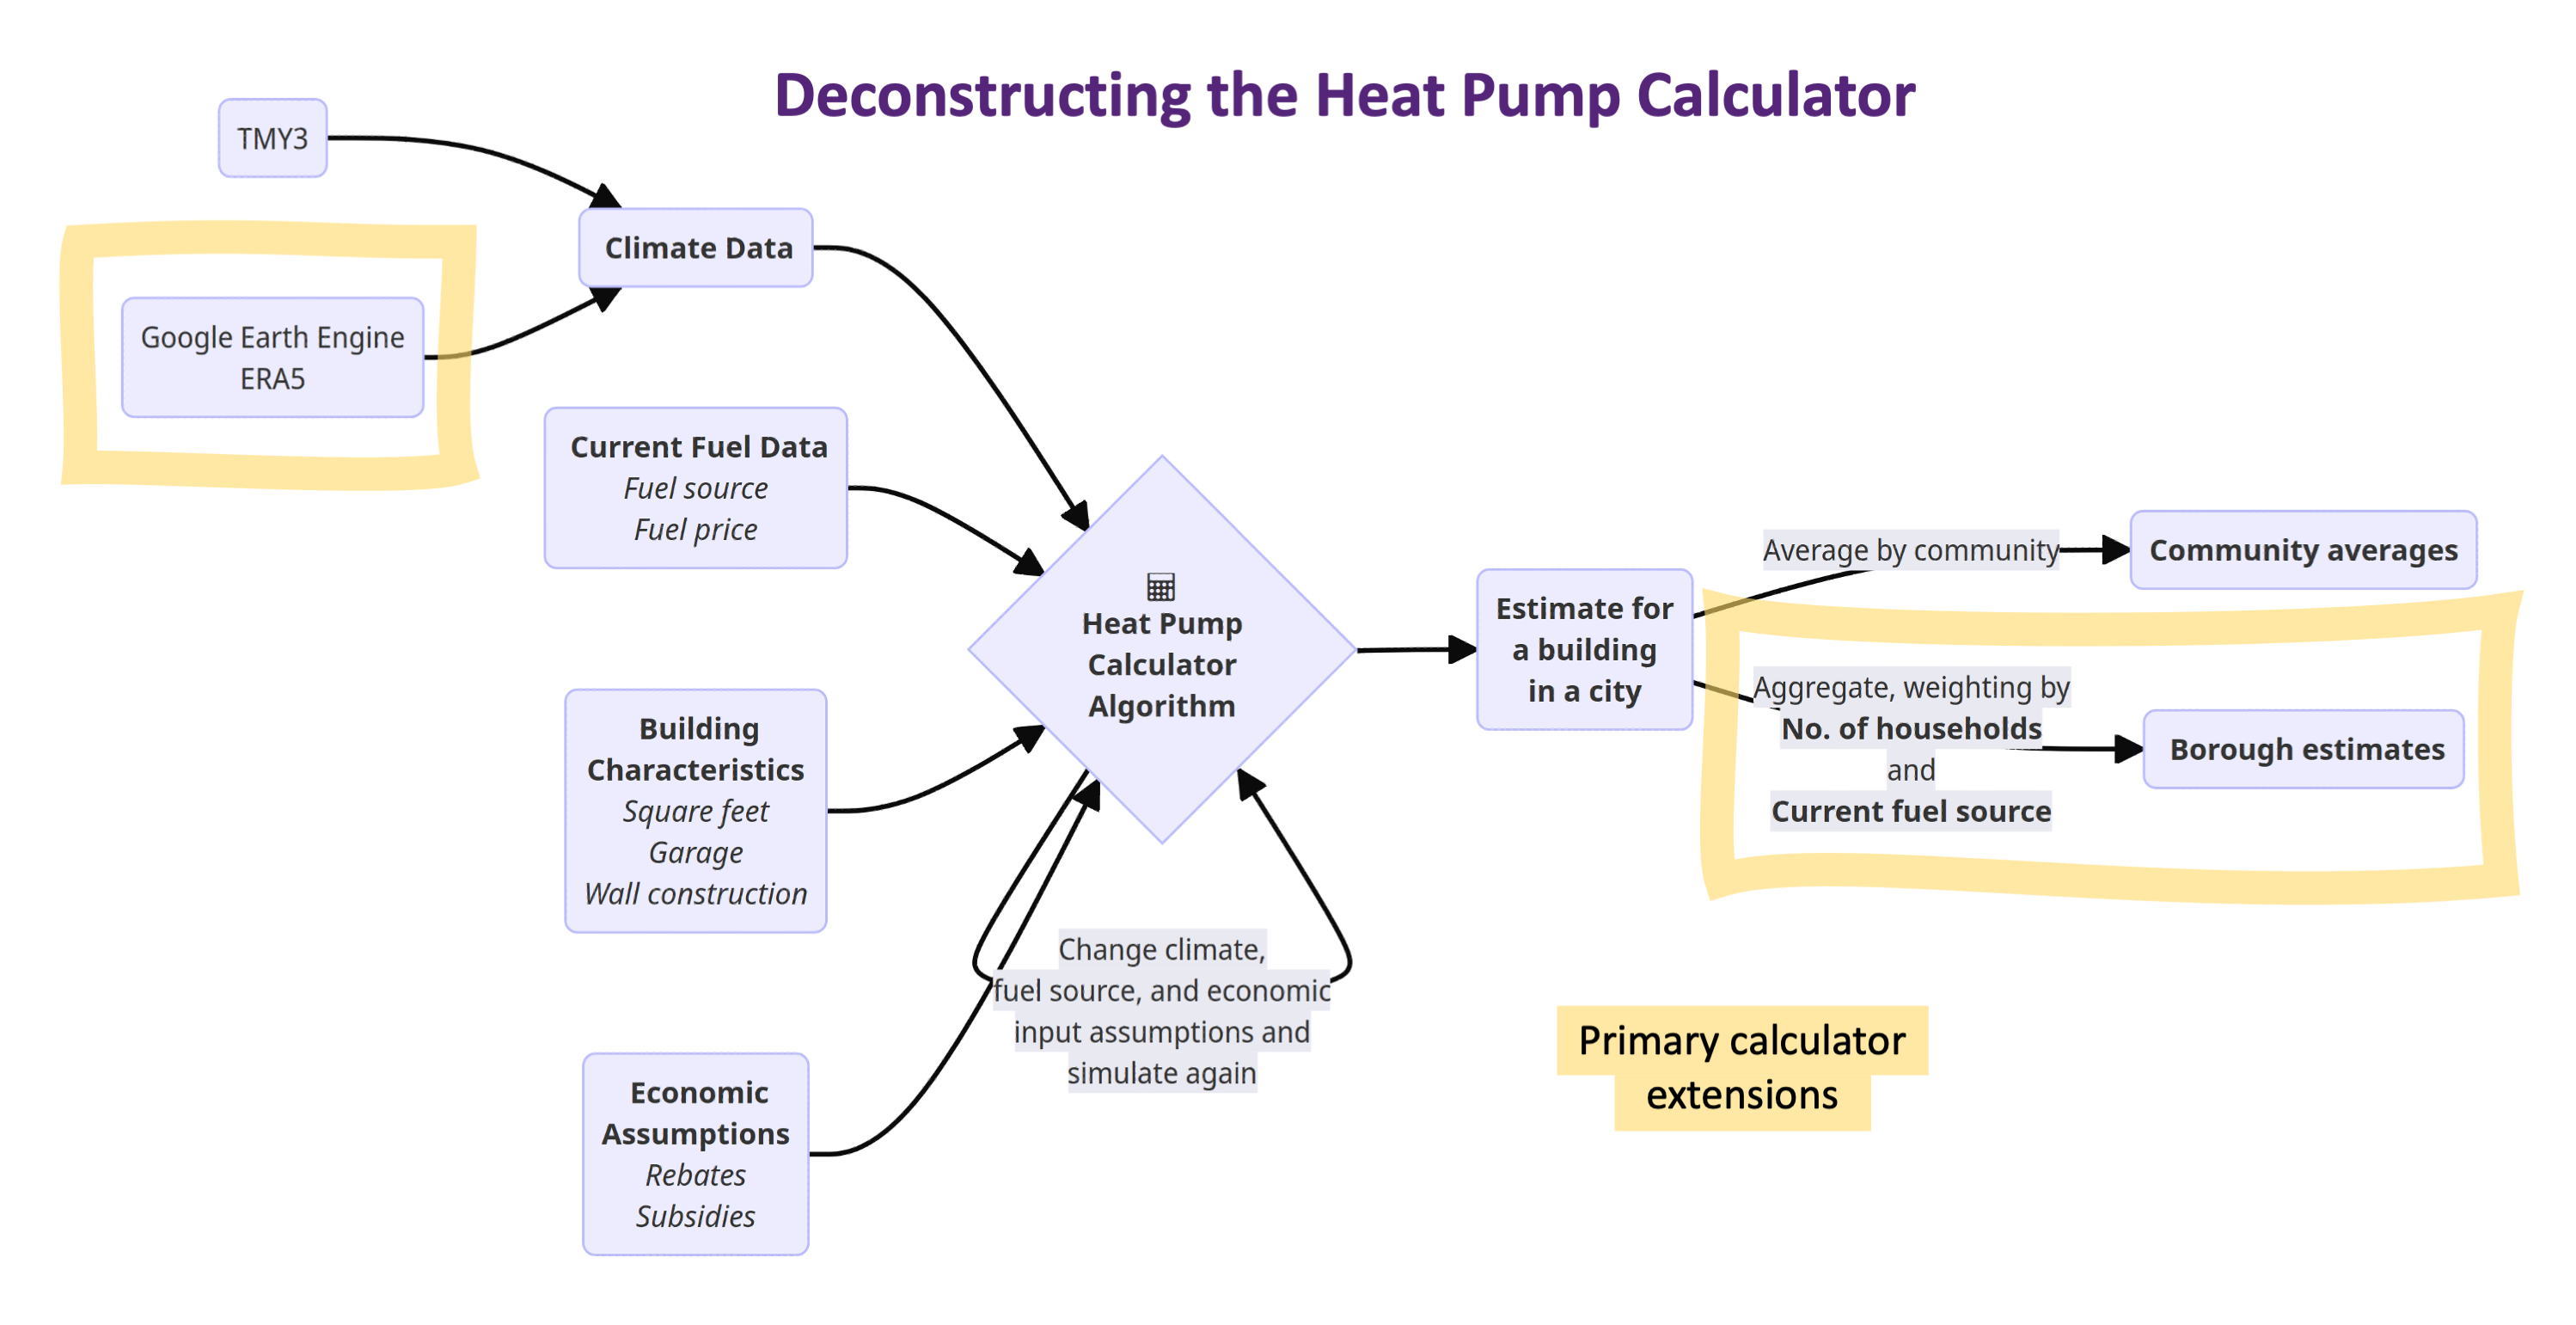 Deconstructing the Heat Pump Calculator
TMY3
Climate Data
Google Earth Engine
ERA5
Current Fuel Data
Fuel source
Fuel price
Building
Characteristics
Square feet
Garage
Wall construction
Economic
Assumptions
Rebates
Subsidies
Heat Pump
Calculator
Algorithm
Change climate,
fuel source, and economic
input assumptions and
simulate again
Estimate for
a building
in a city
Average by community
Community averages
Aggregate, weighting by
No. of households
and
Current fuel source
Borough estimates
Primary calculator
extensions